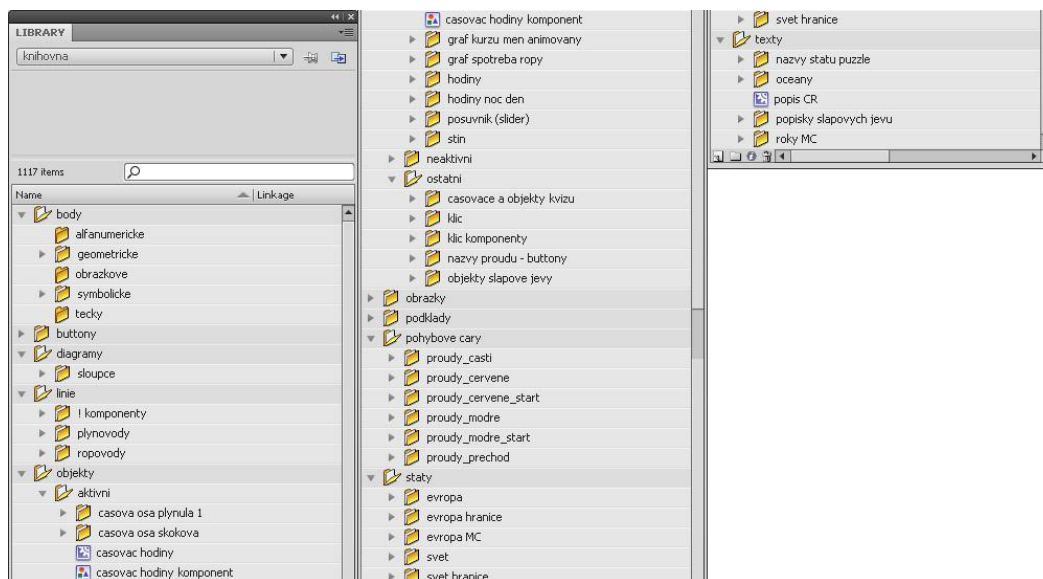 LIBRARY
knihovna
1117 items
Name Linkage
body
alfanumericke
geometricke
obrazkove
symbolicke
tecky
buttony
diagramy
sloupce
linie
! komponenty
plynovody
ropovody
objekty
aktivni
casova osa plynula 1
casova osa skokova
casovac hodiny
casovac hodiny komponent
casovac hodiny komponent
graf kurzu men animovany
graf spotreba ropy
hodiny
hodiny noc den
posuvnik (slider)
stin
neaktivni
ostatni
casovace a objekty kvizu
klic
klic komponenty
nazvy proudu - buttony
objekty slapove jevy
obrazky
podklady
pohybove cary
proudy_casti
proudy_cervene
proudy_cervene_start
proudy_modre
proudy_modre_start
proudy_prechod
staty
evropa
evropa hranice
evropa MC
svet
svet hranice
svet hranice
texty
nazvy statu puzzle
oceany
popis CR
popisky slapovych jevu
roky MC